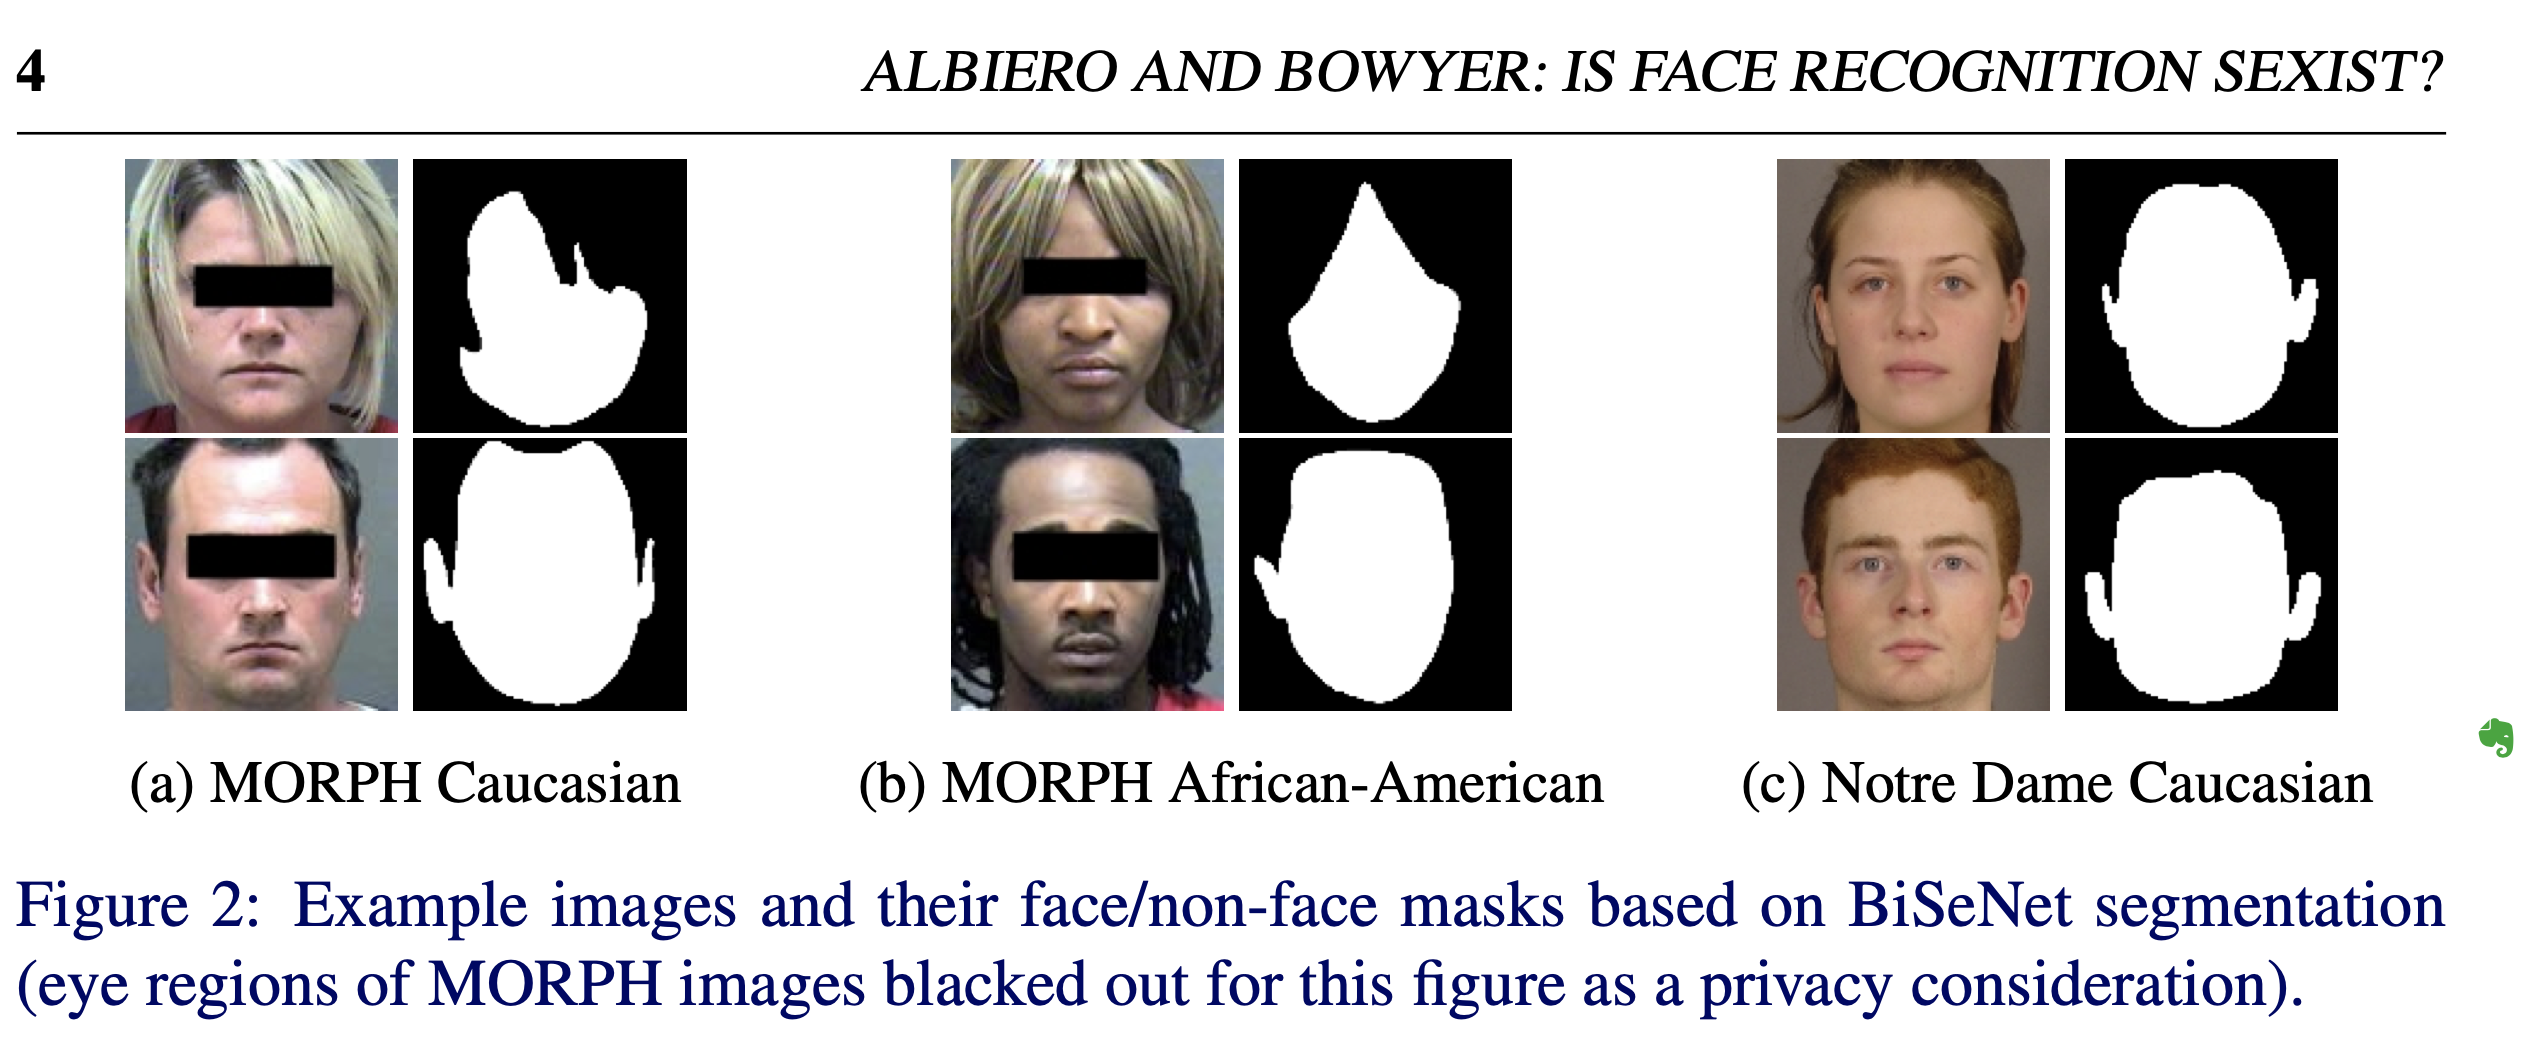 4
ALBIERO AND BOWYER: IS FACE RECOGNITION SEXIST?
(a) MORPH Caucasian
(b) MORPH African-American
(c) Notre Dame Caucasian
Figure 2: Example images and their face/non-face masks based on BiSeNet segmentation
(eye regions of MORPH images blacked out for this figure as a privacy consideration).